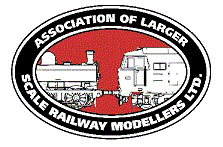 ASSOCIATION OF LARGER
SCALE RAILWAY MODELLERS LTD.